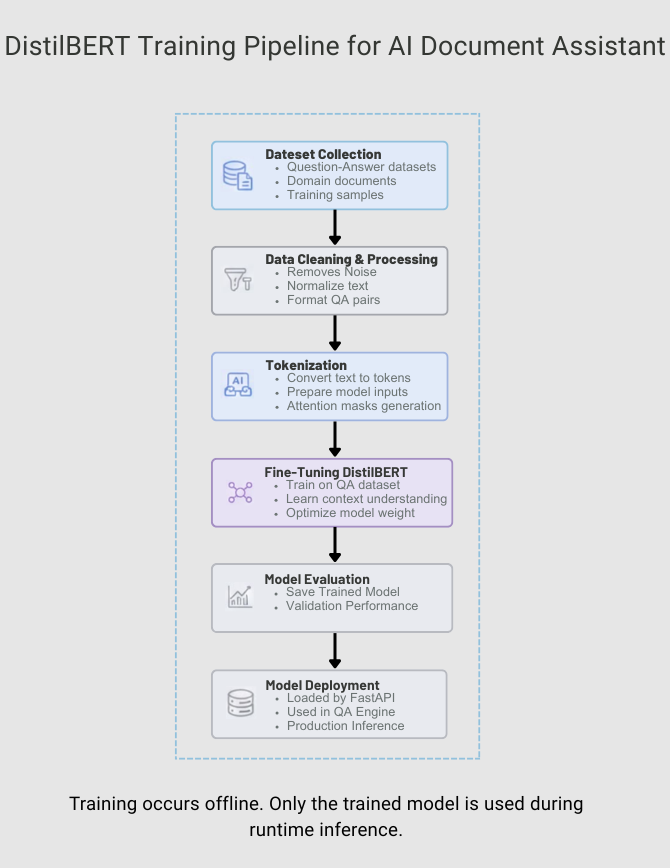 DistilBERT Training Pipeline for AI Document Assistant
Dateset Collection
• Question-Answer datasets
• Domain documents
• Training samples
Data Cleaning & Processing
• Removes Noise
• Normalize text
• Format QA pairs
AI
Tokenization
• Convert text to tokens
• Prepare model inputs
• Attention masks generation
Fine-Tuning DistilBERT
• Train on QA dataset
• Learn context understanding
• Optimize model weight
Model Evaluation
• Save Trained Model
• Validation Performance
Model Deployment
• Loaded by FastAPI
• Used in QA Engine
• Production Inference
Training occurs offline. Only the trained model is used during
runtime inference.